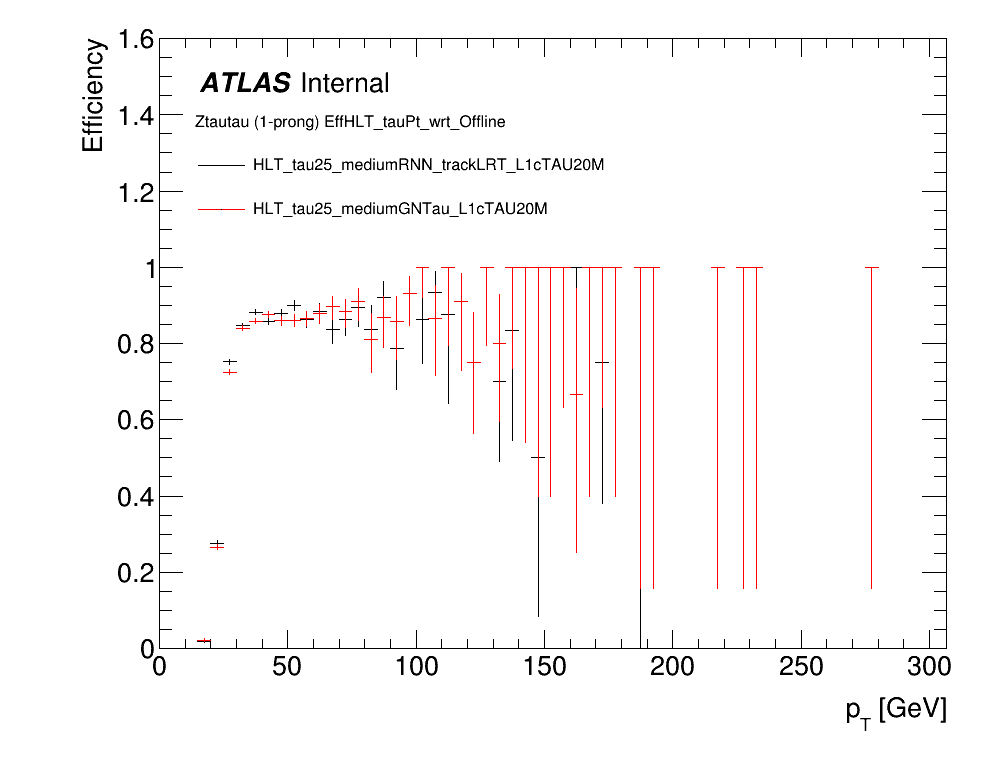 1.6
1.4
1.2
1
0.8
0.6
0.4
0.2
0
Efficiency
ATLAS Internal
Ztautau (1-prong) EffHLT_tauPt_wrt_Offline
HLT_tau25_mediumRNN_trackLRT_L1cTAU20M
HLT_tau25_mediumGNTau_L1cTAU20M
0 50 100 150 200 250 300
p_T [GeV]